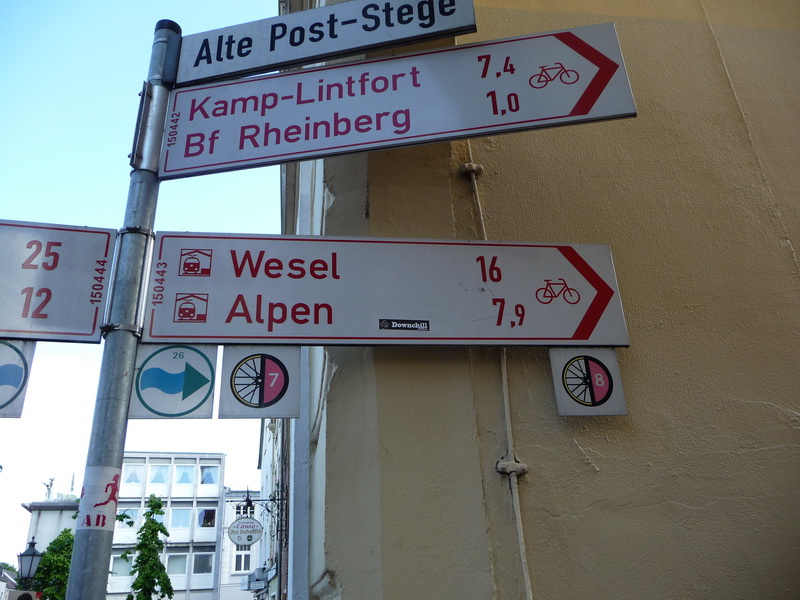 Alte Post-Stege
Kamp-Lintfort 7,4
Bf Rheinberg 1,0
150442
25
12
150444
150443
Wesel 16
Alpen 7,9
Downchill
26
7
8
AB